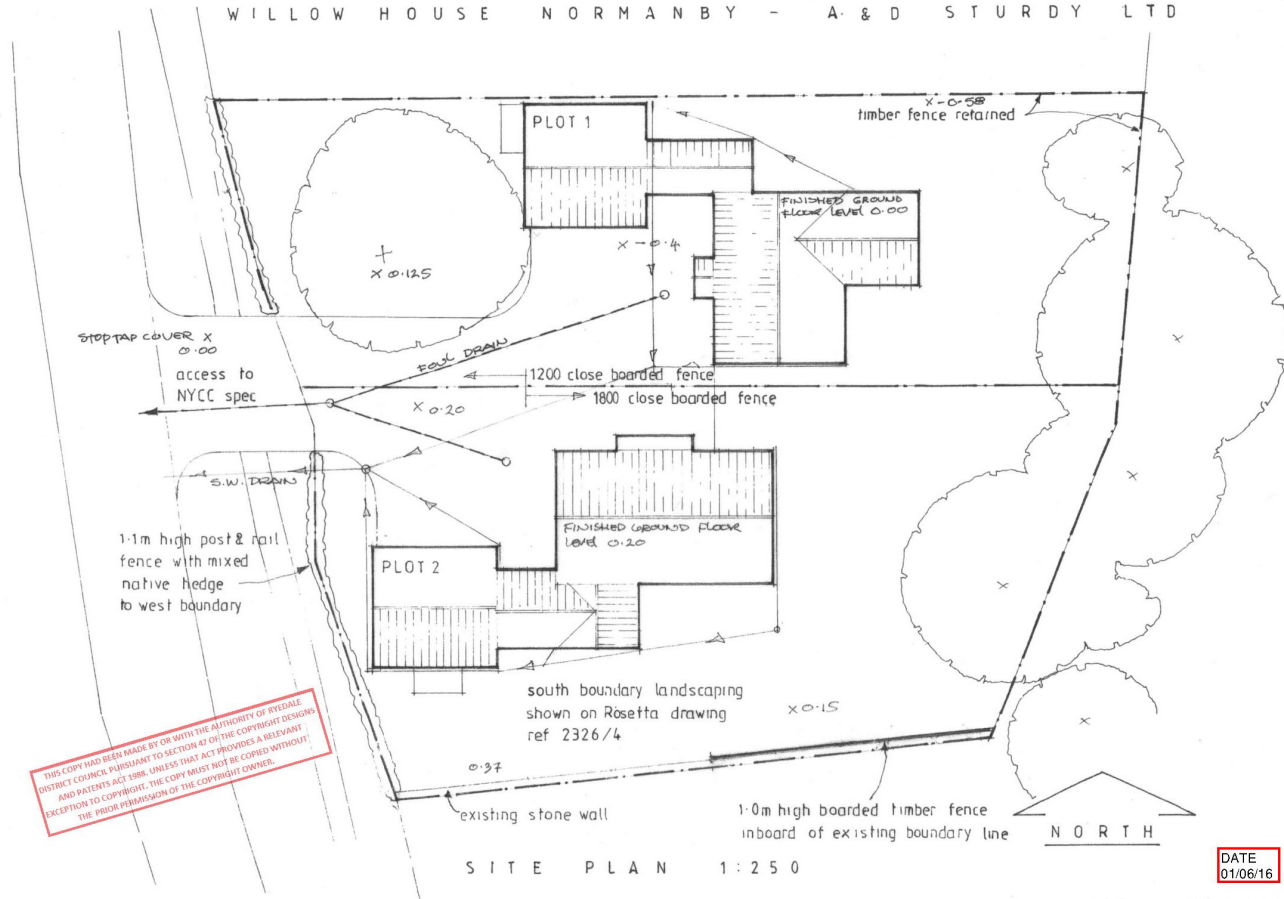 WILLOW HOUSE NORMANBY - A. & D STURDY LTD
PLOT 1
x-0.58
timber fence retained
FINISHED GROUND
FLOOR LEVEL 0.00
x-0.4
x 0.125
STOPTAP COVER x
0.00
FOUL DRAIN
access to
NYCC spec
1200 close boarded fence
1800 close boarded fence
x 0.20
S.W. DRAIN
FINISHED GROUND FLOOR
LEVEL 0.20
1·1m high post & rail
fence with mixed
native hedge
to west boundary
PLOT 2
south boundary landscaping
shown on Rosetta drawing
ref 2326/4
x 0.15
THIS COPY HAD BEEN MADE BY OR WITH THE AUTHORITY OF RYEDALE
DISTRICT COUNCIL PURSUANT TO SECTION 47 OF THE COPYRIGHT DESIGNS
AND PATENTS ACT 1988. UNLESS THAT ACT PROVIDES A RELEVANT
EXCEPTION TO COPYRIGHT, THE COPY MUST NOT BE COPIED WITHOUT
THE PRIOR PERMISSION OF THE COPYRIGHT OWNER.
0.37
existing stone wall
1·0m high boarded timber fence
inboard of existing boundary line
NORTH
SITE PLAN 1:250
DATE
01/06/16